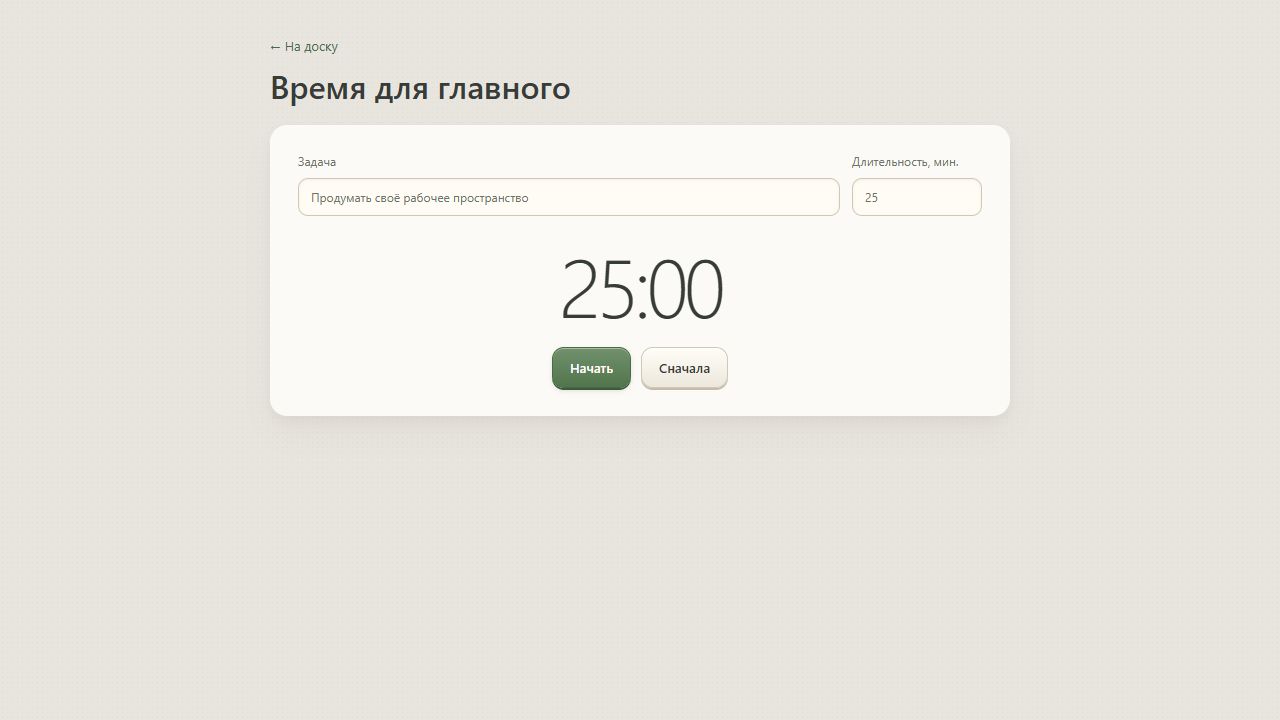 ← На доску
Время для главного
Задача
Длительность, мин.
Продумать своё рабочее пространство
25
25:00
Начать
Сначала